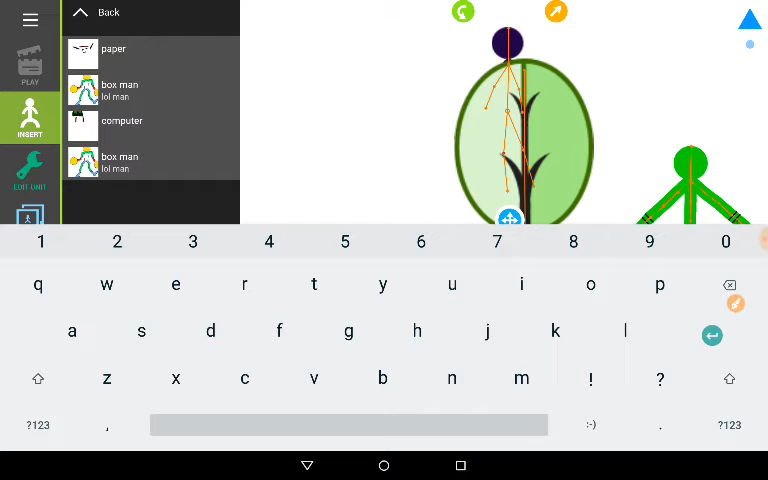 Back
PLAY
INSERT
EDIT UNIT
paper
box man
lol man
computer
box man
lol man
1 2 3 4 5 6 7 8 9 0
q w e r t y u i o p
a s d f g h j k l
z x c v b n m ! ?
?123 , :-) . ?123